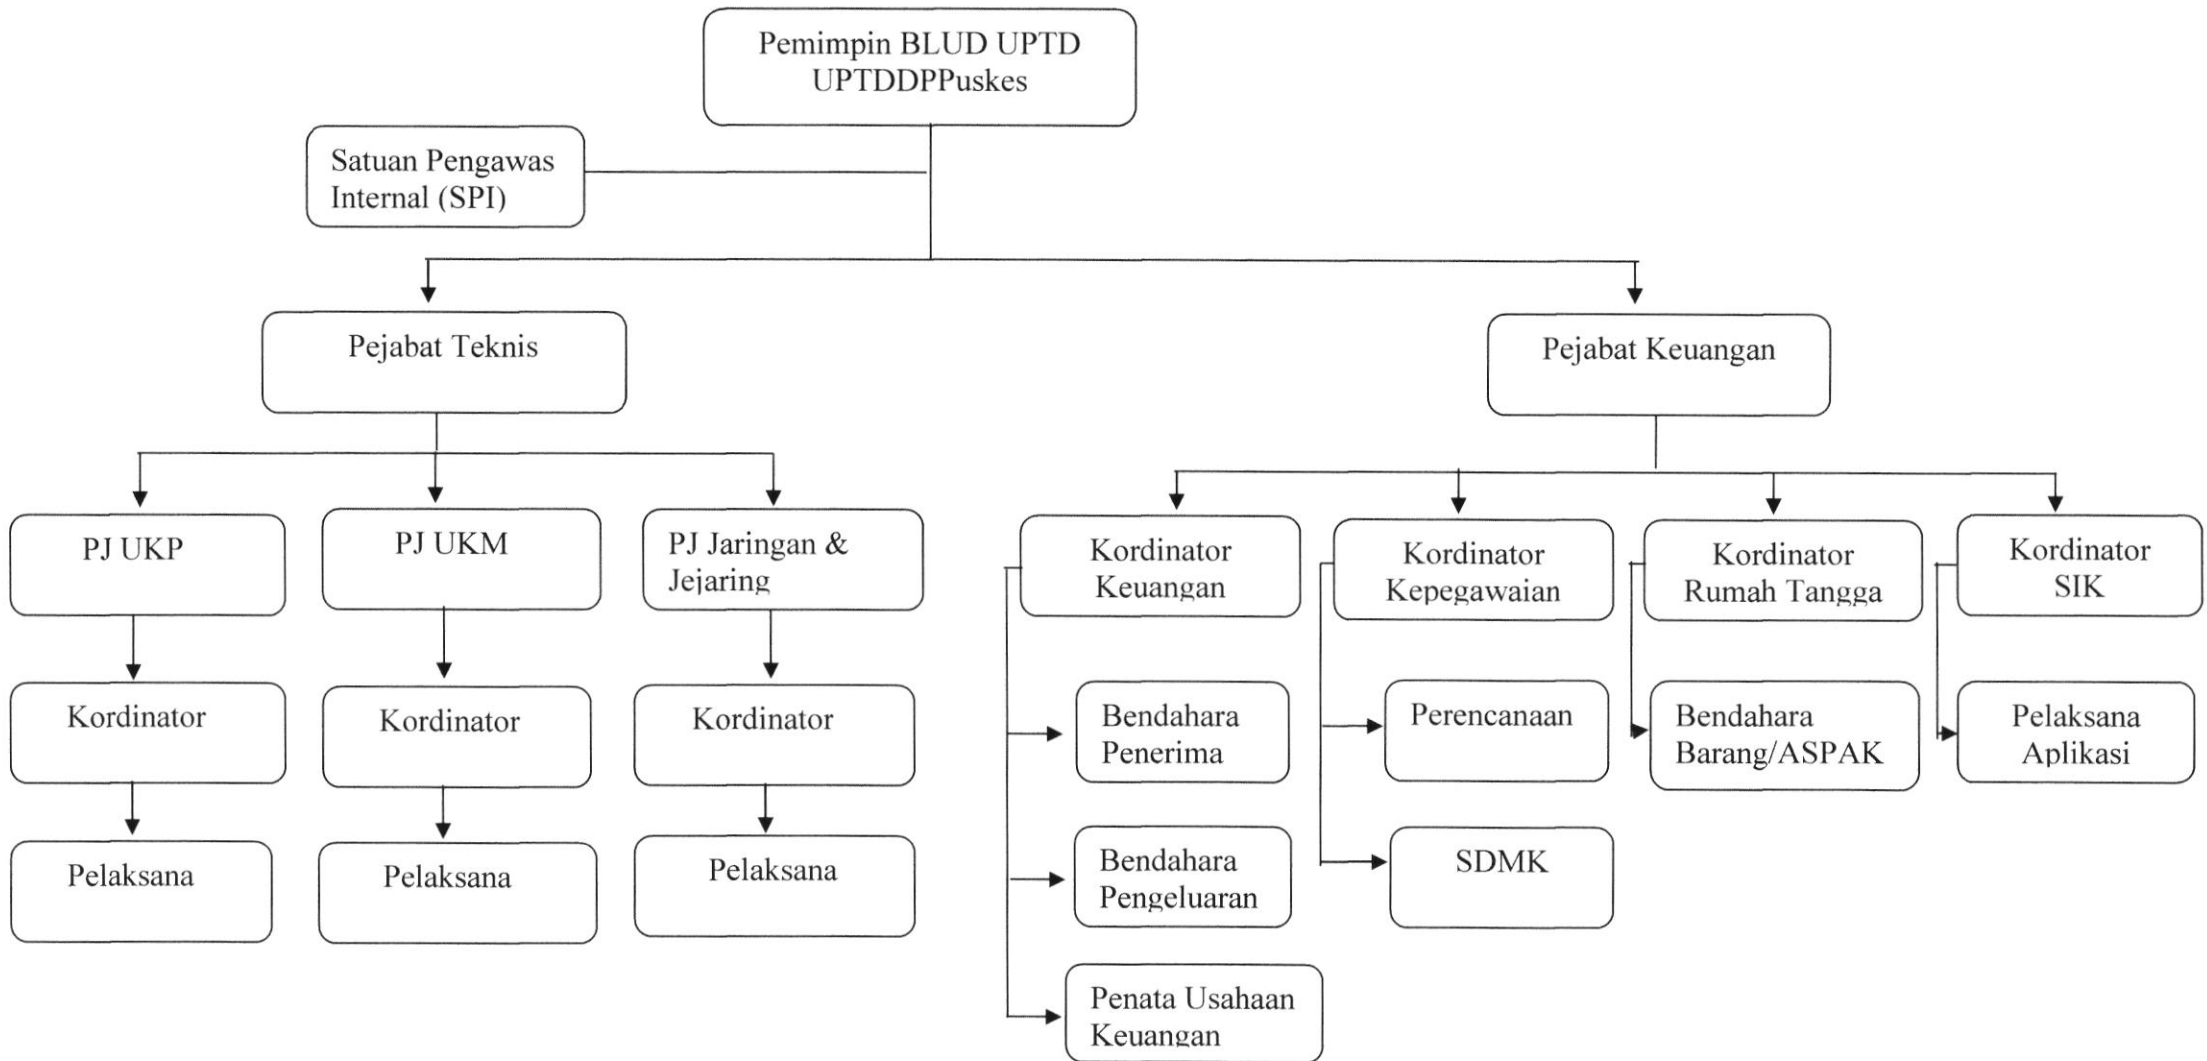 Pemimpin BLUD UPTD
UPTDDPPuskes
Satuan Pengawas
Internal (SPI)
Pejabat Teknis
Pejabat Keuangan
PJ UKP
PJ UKM
PJ Jaringan &
Jejaring
Kordinator
Keuangan
Kordinator
Kepegawaian
Kordinator
Rumah Tangga
Kordinator
SIK
Kordinator
Kordinator
Kordinator
Bendahara
Penerima
Perencanaan
Bendahara
Barang/ASPAK
Pelaksana
Aplikasi
Pelaksana
Pelaksana
Pelaksana
Bendahara
Pengeluaran
SDMK
Penata Usahaan
Keuangan